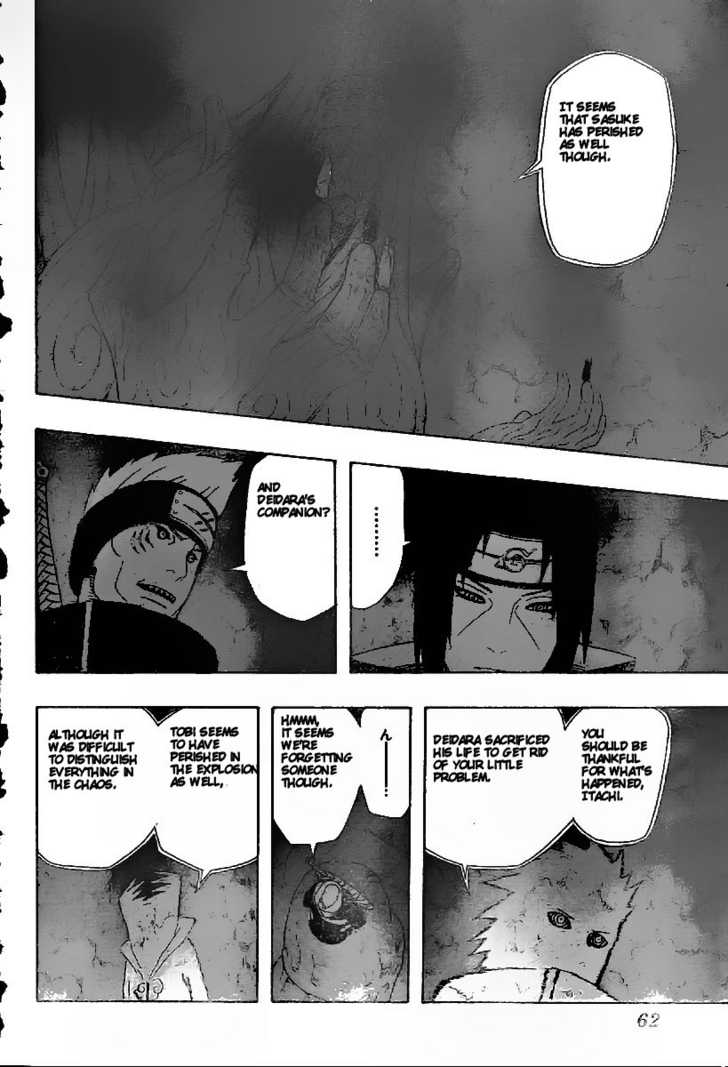 IT SEEMS
THAT SASUKE
HAS PERISHED
AS WELL
THOUGH.
........
AND
DEIDARA'S
COMPANION?
YOU
SHOULD BE
THANKFUL
FOR WHAT'S
HAPPENED,
ITACHI.
DEIDARA SACRIFICED
HIS LIFE TO GET RID
OF YOUR LITTLE
PROBLEM.
ん——
HMMM,
IT SEEMS
WE'RE
FORGETTING
SOMEONE
THOUGH.
TOBI SEEMS
TO HAVE
PERISHED IN
THE EXPLOSION
AS WELL,
ALTHOUGH IT
WAS DIFFICULT
TO DISTINGUISH
EVERYTHING IN
THE CHAOS.
62